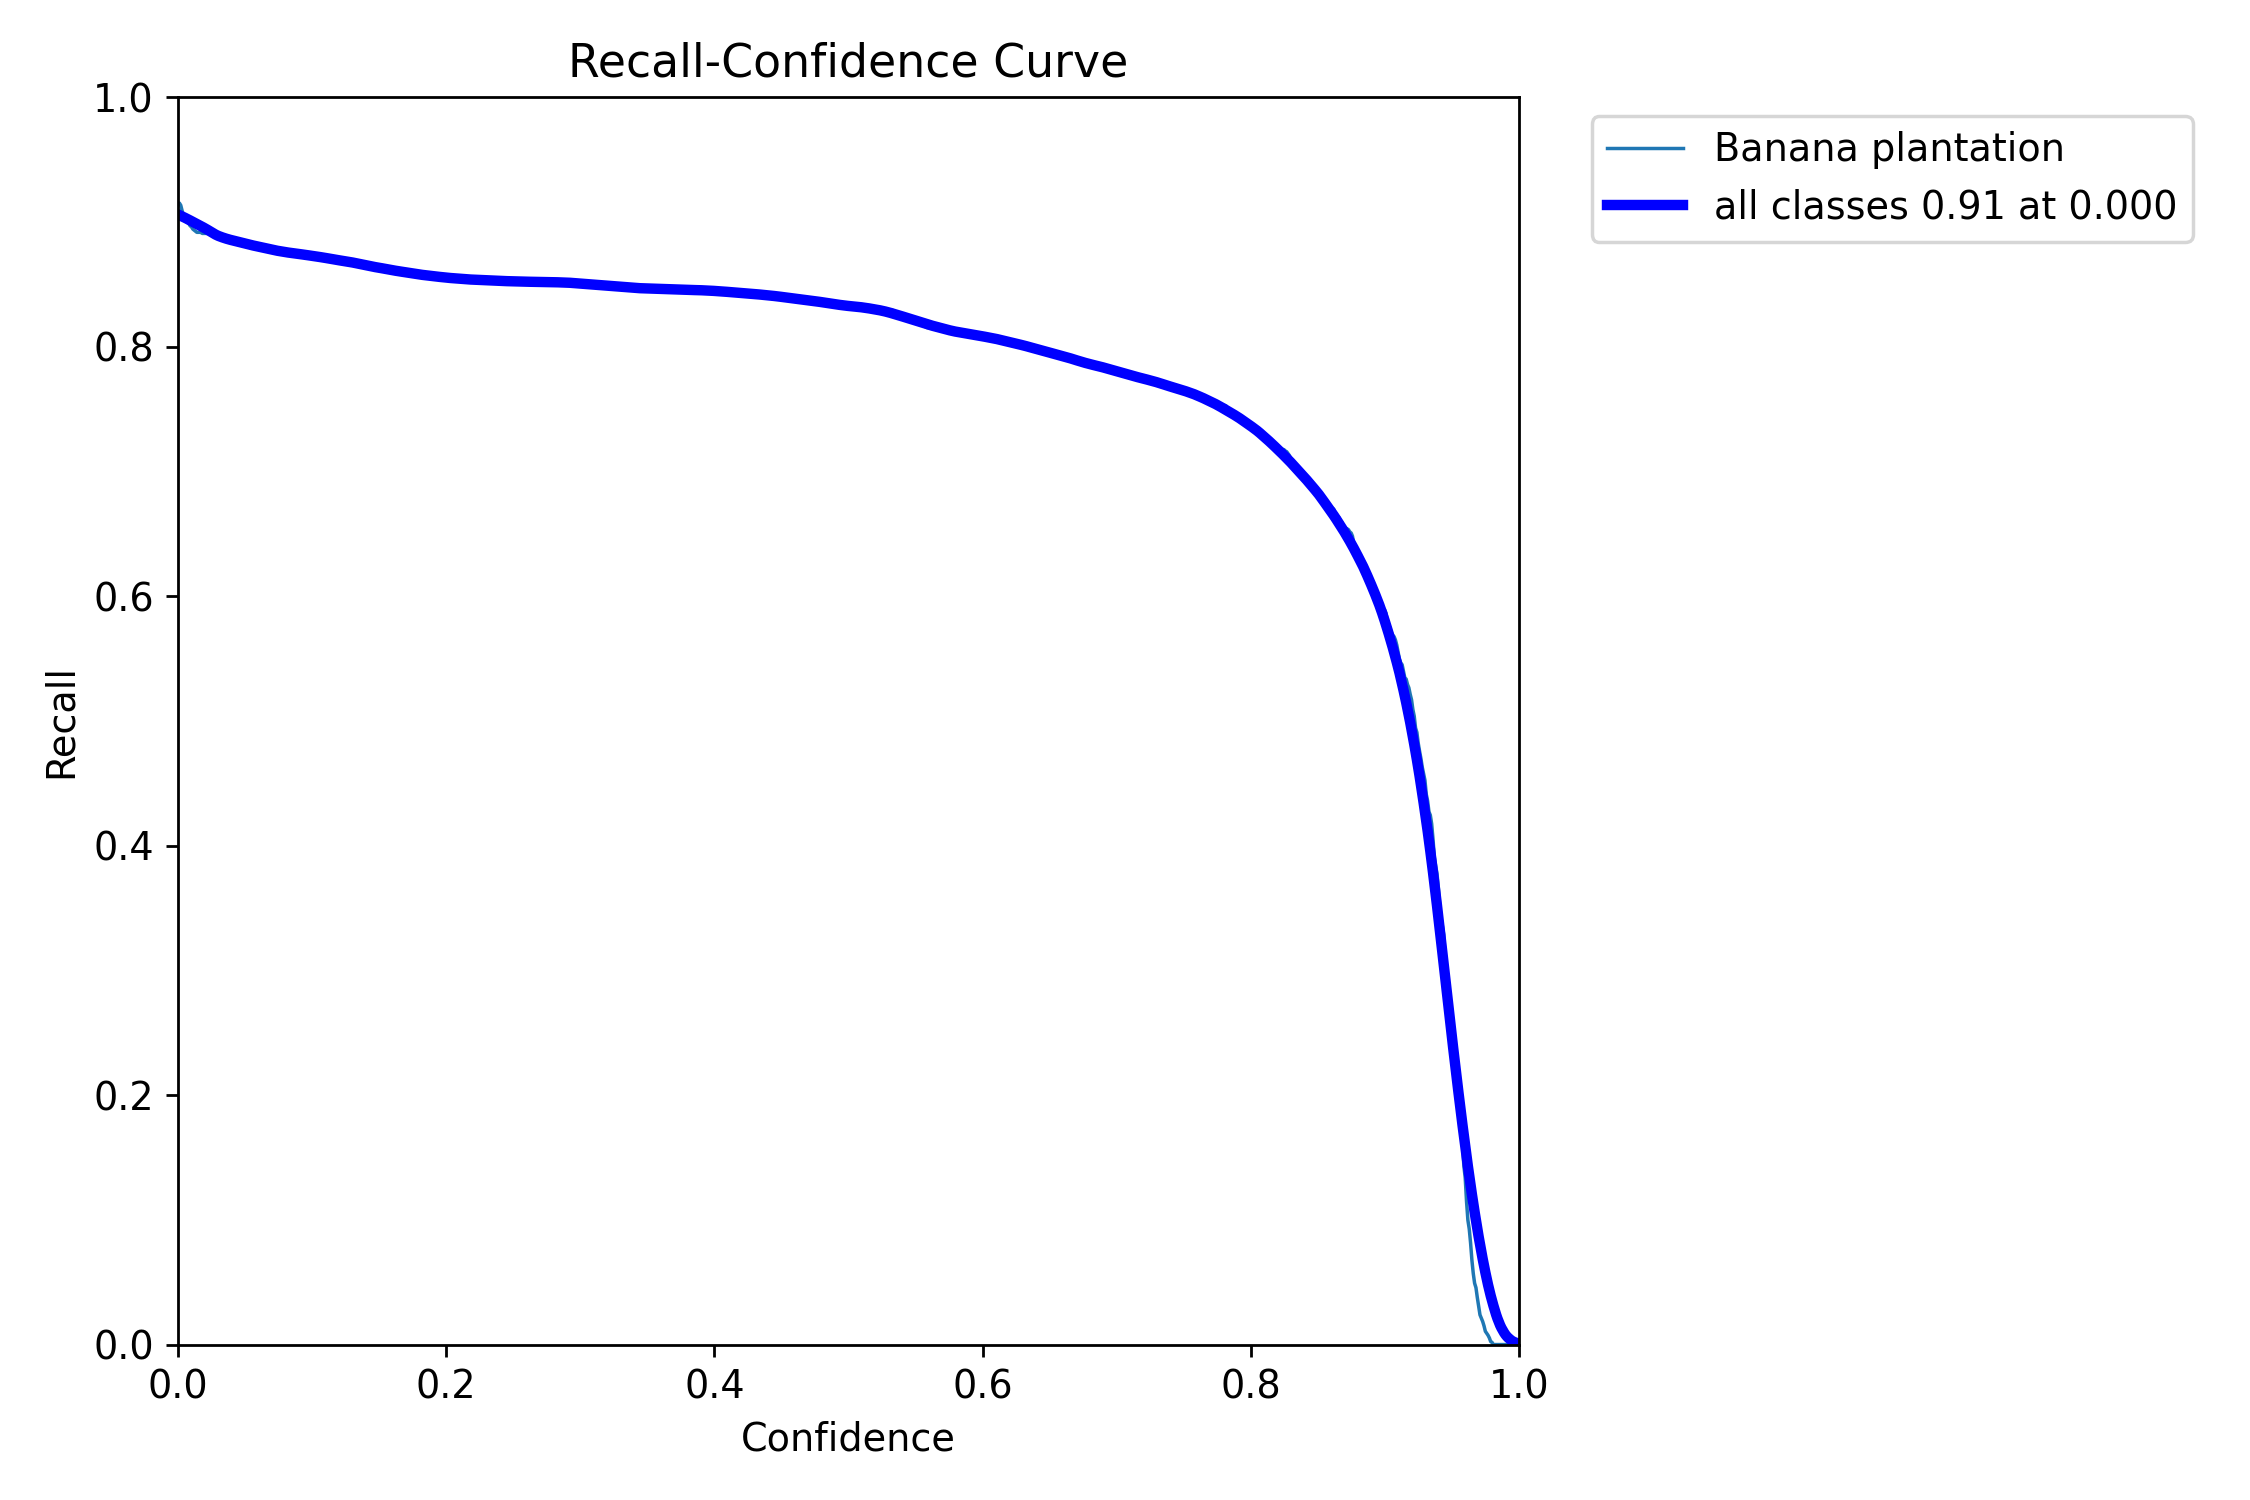 Recall-Confidence Curve
Banana plantation
all classes 0.91 at 0.000
1.0
0.8
0.6
0.4
0.2
0.0
Recall
0.0 0.2 0.4 0.6 0.8 1.0
Confidence